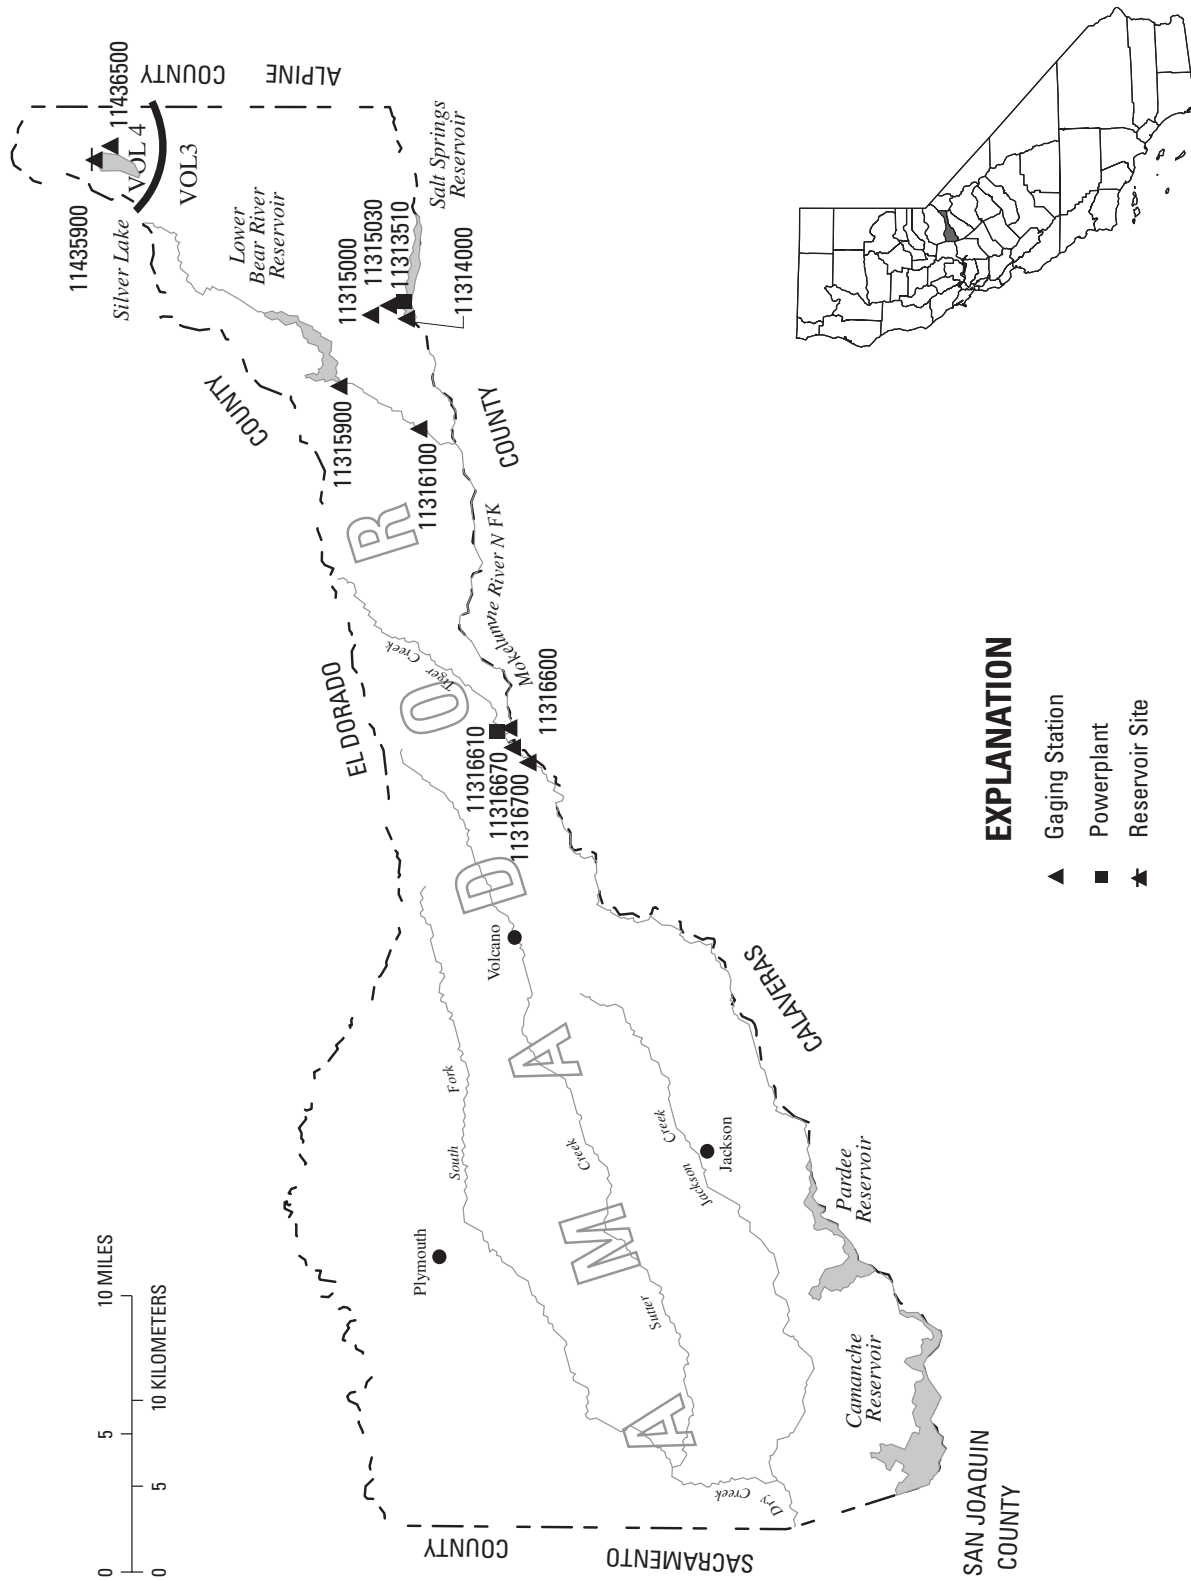 11436500
11435900
VOL 4
VOL3
ALPINE
COUNTY
Silver Lake
Lower
Bear River
Reservoir
Salt Springs
Reservoir
11315000
11315030
11313510
11314000
11315900
11316100
COUNTY
EL DORADO
COUNTY
CALAVERAS
Mokelumne River N FK
Tiger Creek
11316600
11316610
11316670
11316700
AMADOR
Volcano
South Fork
Sutter Creek
Jackson Creek
Jackson
Plymouth
Pardee
Reservoir
Camanche
Reservoir
Dry Creek
SACRAMENTO
COUNTY
SAN JOAQUIN
COUNTY
0 5 10 MILES
0 5 10 KILOMETERS
EXPLANATION
Gaging Station
Powerplant
Reservoir Site